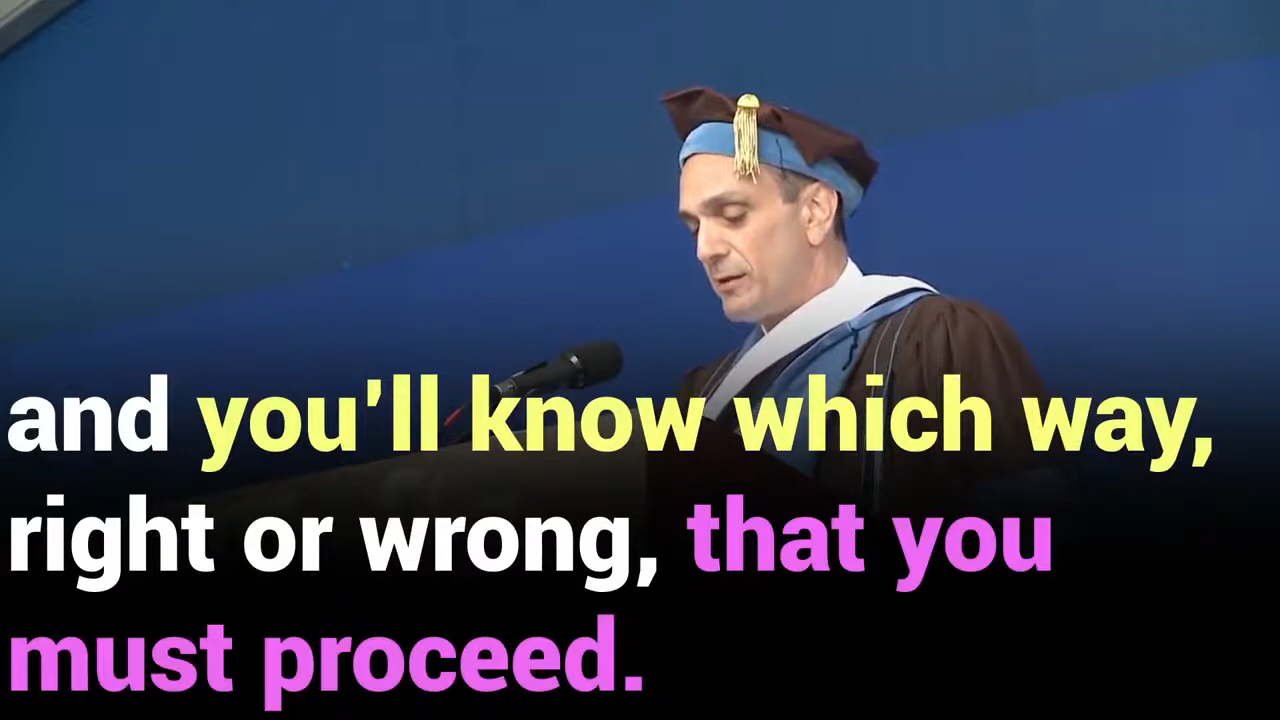 and you’ll know which way,
right or wrong, that you
must proceed.